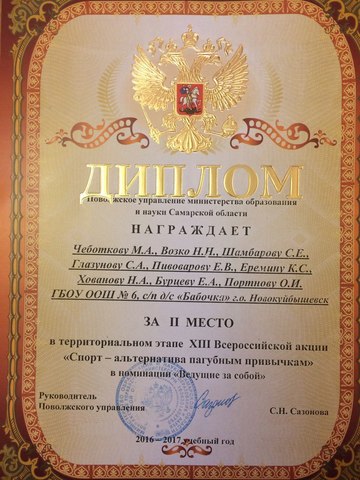 ДИПЛОМ
Поволжское управление министерства образования
и науки Самарской области
НАГРАЖДАЕТ
Чеботкову М.А., Возко Н.Н., Шамбарову С.Е.,
Глазунову С.А., Пивоварову Е.В., Еремину К.С.,
Хованову Н.А., Бурцеву Е.А., Портнову О.И.
ГБОУ ООШ № 6, с/п д/с «Бабочка» г.о. Новокуйбышевск
ЗА II МЕСТО
в территориальном этапе XIII Всероссийской акции
«Спорт – альтернатива пагубным привычкам»
в номинации «Ведущие за собой»
Руководитель
Поволжского управления С.Н. Сазонова
2016 – 2017 учебный год